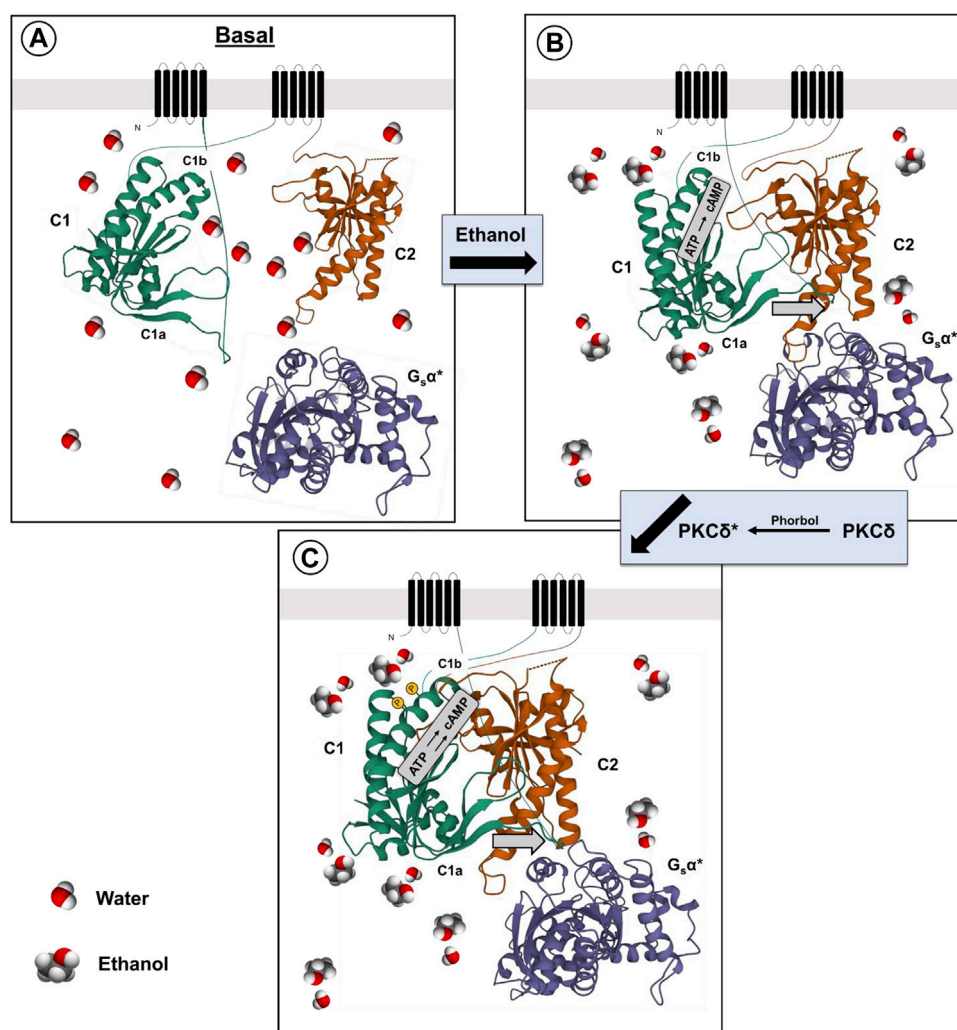 A
Basal
N
C1b
C1
C2
C1a
Gₛα*
Ethanol
B
N
C1b
C1
ATP → cAMP
C2
C1a
Gₛα*
Phorbol
PKCδ* ← PKCδ
C
N
C1b
P
P
C1
ATP → → cAMP
C2
C1a
Gₛα*
Water
Ethanol